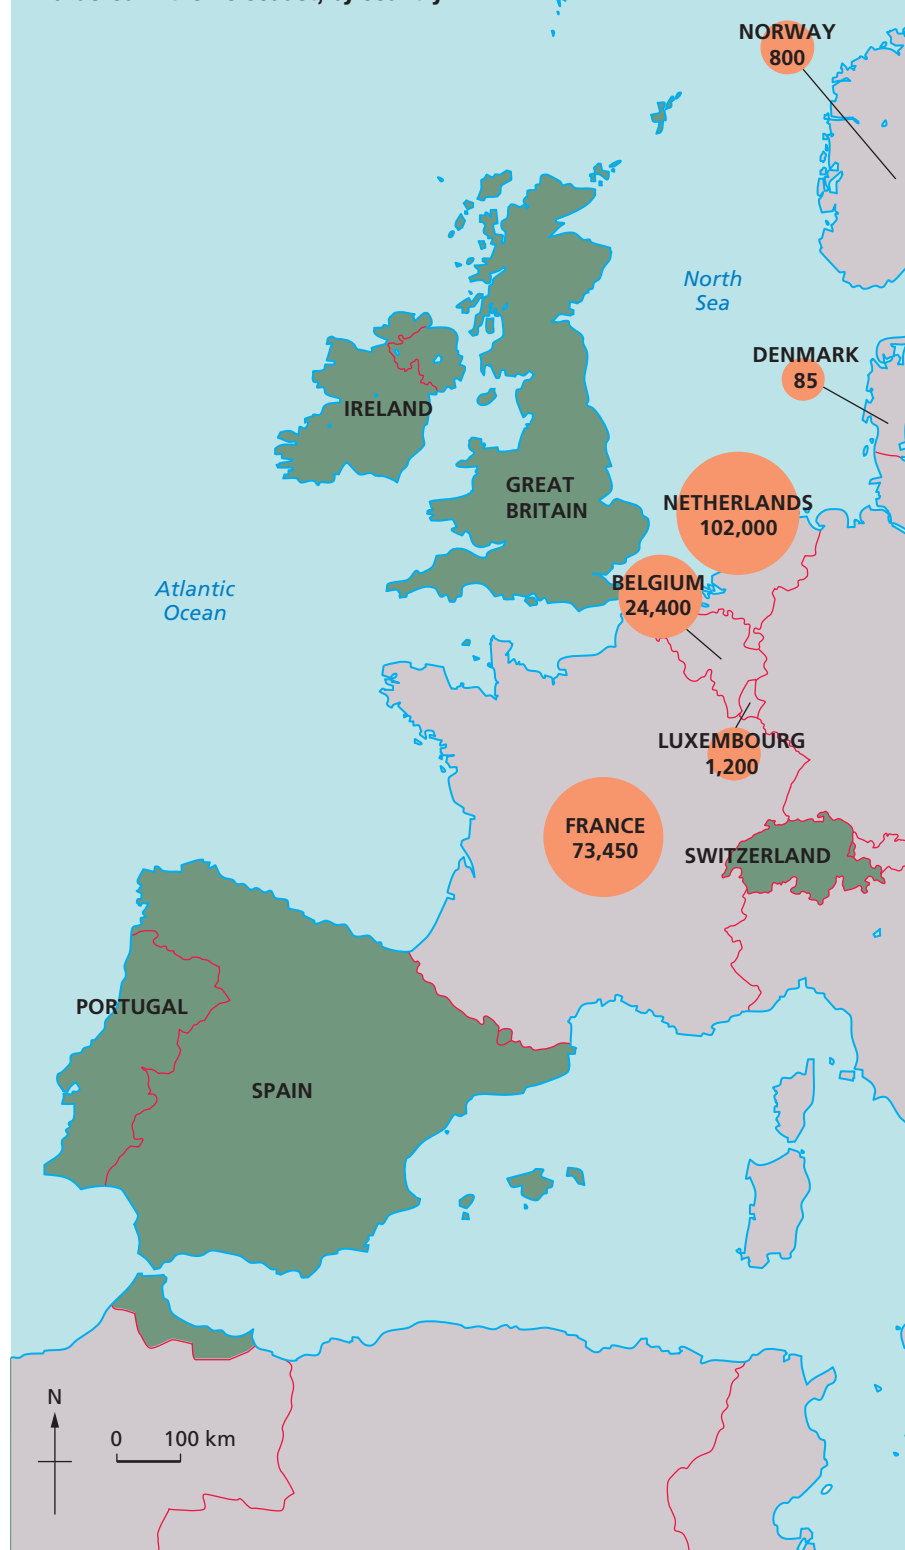 NORWAY
800
North
Sea
DENMARK
85
IRELAND
GREAT
BRITAIN
NETHERLANDS
102,000
BELGIUM
24,400
Atlantic
Ocean
LUXEMBOURG
1,200
FRANCE
73,450
SWITZERLAND
PORTUGAL
SPAIN
N
0 100 km